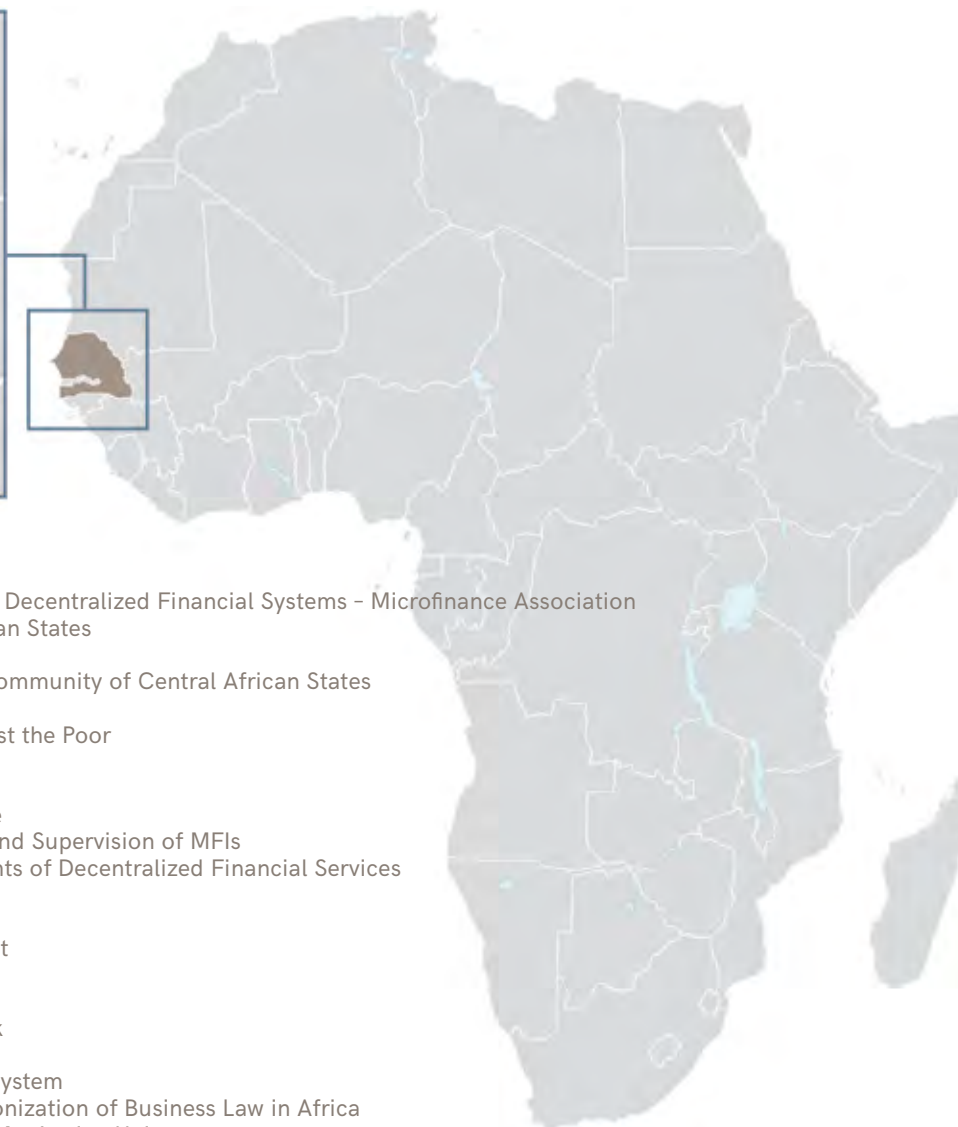 Decentralized Financial Systems – Microfinance Association
an States
ommunity of Central African States
st the Poor
nd Supervision of MFIs
nts of Decentralized Financial Services
t
k
ystem
onization of Business Law in Africa